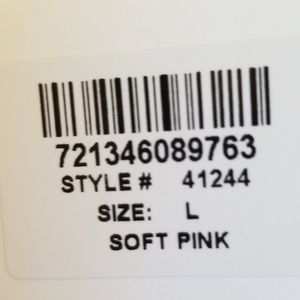 721346089763
STYLE # 41244
SIZE: L
SOFT PINK